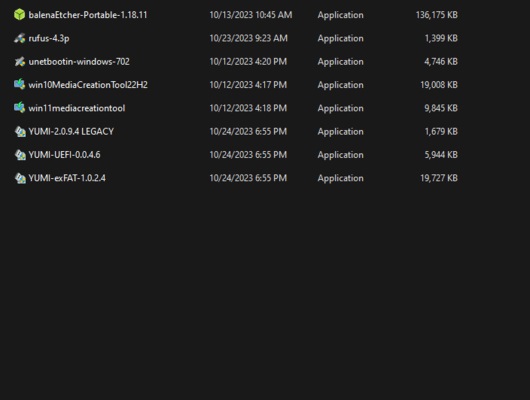 balenaEtcher-Portable-1.18.11 10/13/2023 10:45 AM Application 136,175 KB
rufus-4.3p 10/23/2023 9:23 AM Application 1,399 KB
unetbootin-windows-702 10/12/2023 4:20 PM Application 4,746 KB
win10MediaCreationTool22H2 10/12/2023 4:17 PM Application 19,008 KB
win11mediacreationtool 10/12/2023 4:18 PM Application 9,845 KB
YUMI-2.0.9.4 LEGACY 10/24/2023 6:55 PM Application 1,679 KB
YUMI-UEFI-0.0.4.6 10/24/2023 6:55 PM Application 5,944 KB
YUMI-exFAT-1.0.2.4 10/24/2023 6:55 PM Application 19,727 KB